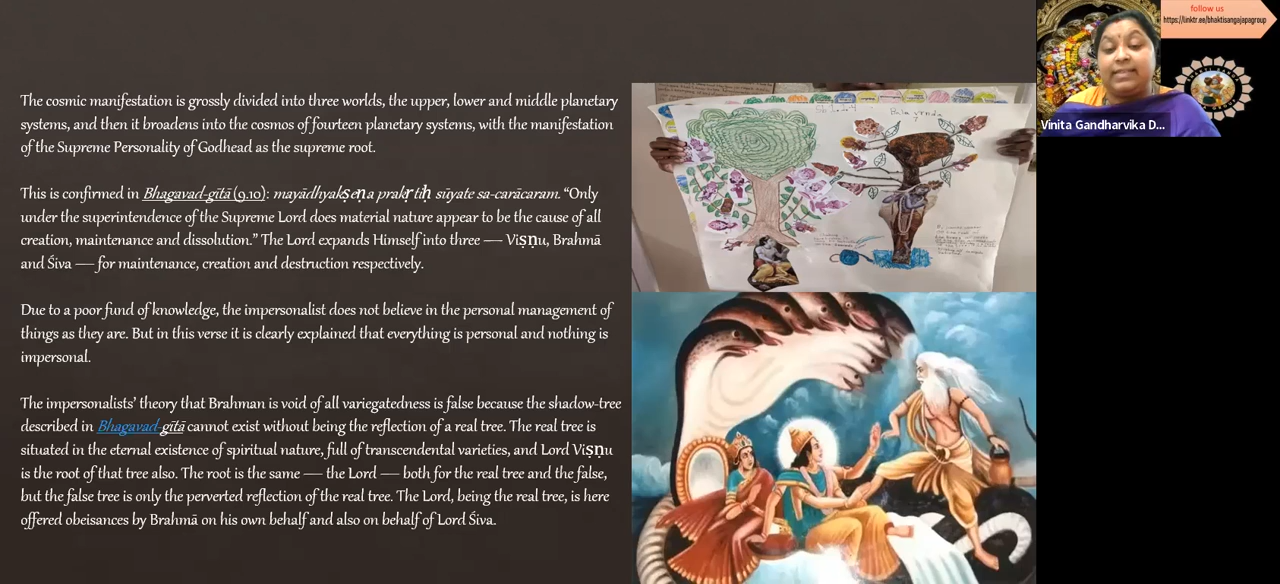 The cosmic manifestation is grossly divided into three worlds, the upper, lower and middle planetary
systems, and then it broadens into the cosmos of fourteen planetary systems, with the manifestation
of the Supreme Personality of Godhead as the supreme root.
This is confirmed in Bhagavad-gītā (9.10): mayādhyakṣeṇa prakṛtiḥ sūyate sa-carācaram. “Only
under the superintendence of the Supreme Lord does material nature appear to be the cause of all
creation, maintenance and dissolution.” The Lord expands Himself into three — Viṣṇu, Brahmā
and Śiva — for maintenance, creation and destruction respectively.
Due to a poor fund of knowledge, the impersonalist does not believe in the personal management of
things as they are. But in this verse it is clearly explained that everything is personal and nothing is
impersonal.
The impersonalists’ theory that Brahman is void of all variegatedness is false because the shadow-tree
described in Bhagavad-gītā cannot exist without being the reflection of a real tree. The real tree is
situated in the eternal existence of spiritual nature, full of transcendental varieties, and Lord Viṣṇu
is the root of that tree also. The root is the same — the Lord — both for the real tree and the false,
but the false tree is only the perverted reflection of the real tree. The Lord, being the real tree, is here
offered obeisances by Brahmā on his own behalf and also on behalf of Lord Śiva.
follow us
https://linktr.ee/bhaktisangajapagroup
Vinita Gandharvika D...